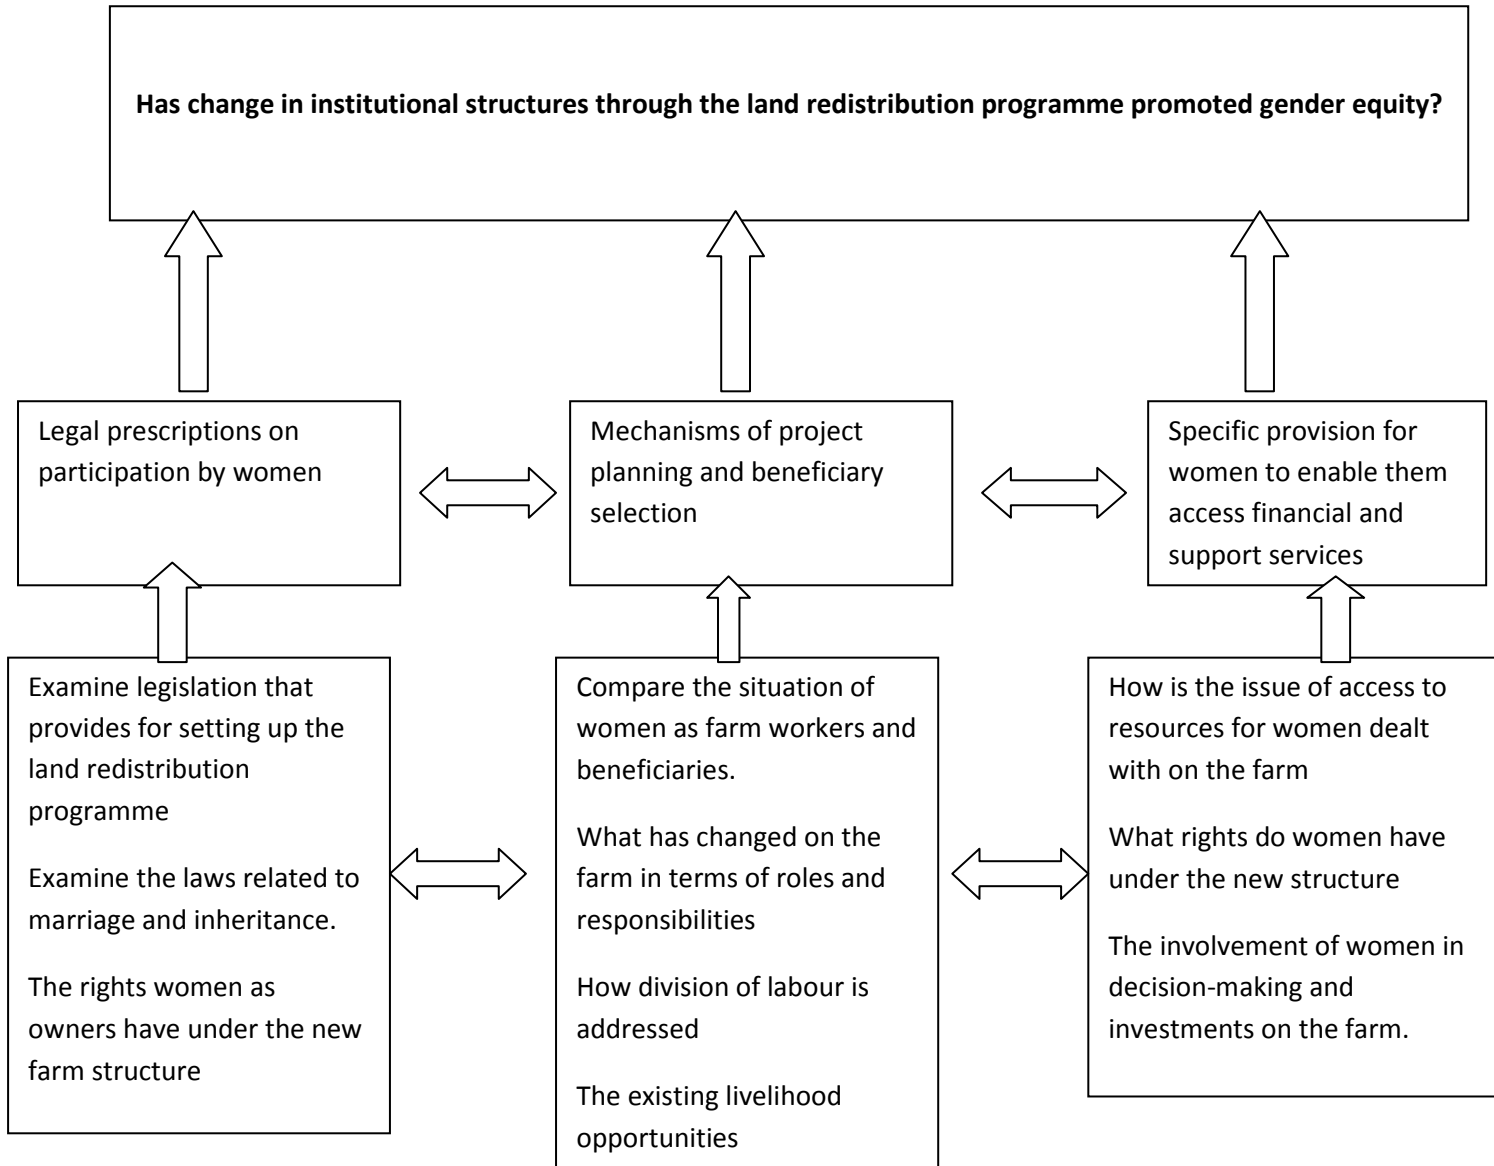 Has change in institutional structures through the land redistribution programme promoted gender equity?
Legal prescriptions on
participation by women
Mechanisms of project
planning and beneficiary
selection
Specific provision for
women to enable them
access financial and
support services
Examine legislation that
provides for setting up the
land redistribution
programme
Examine the laws related to
marriage and inheritance.
The rights women as
owners have under the new
farm structure
Compare the situation of
women as farm workers and
beneficiaries.
What has changed on the
farm in terms of roles and
responsibilities
How division of labour is
addressed
The existing livelihood
opportunities
How is the issue of access to
resources for women dealt
with on the farm
What rights do women have
under the new structure
The involvement of women in
decision-making and
investments on the farm.